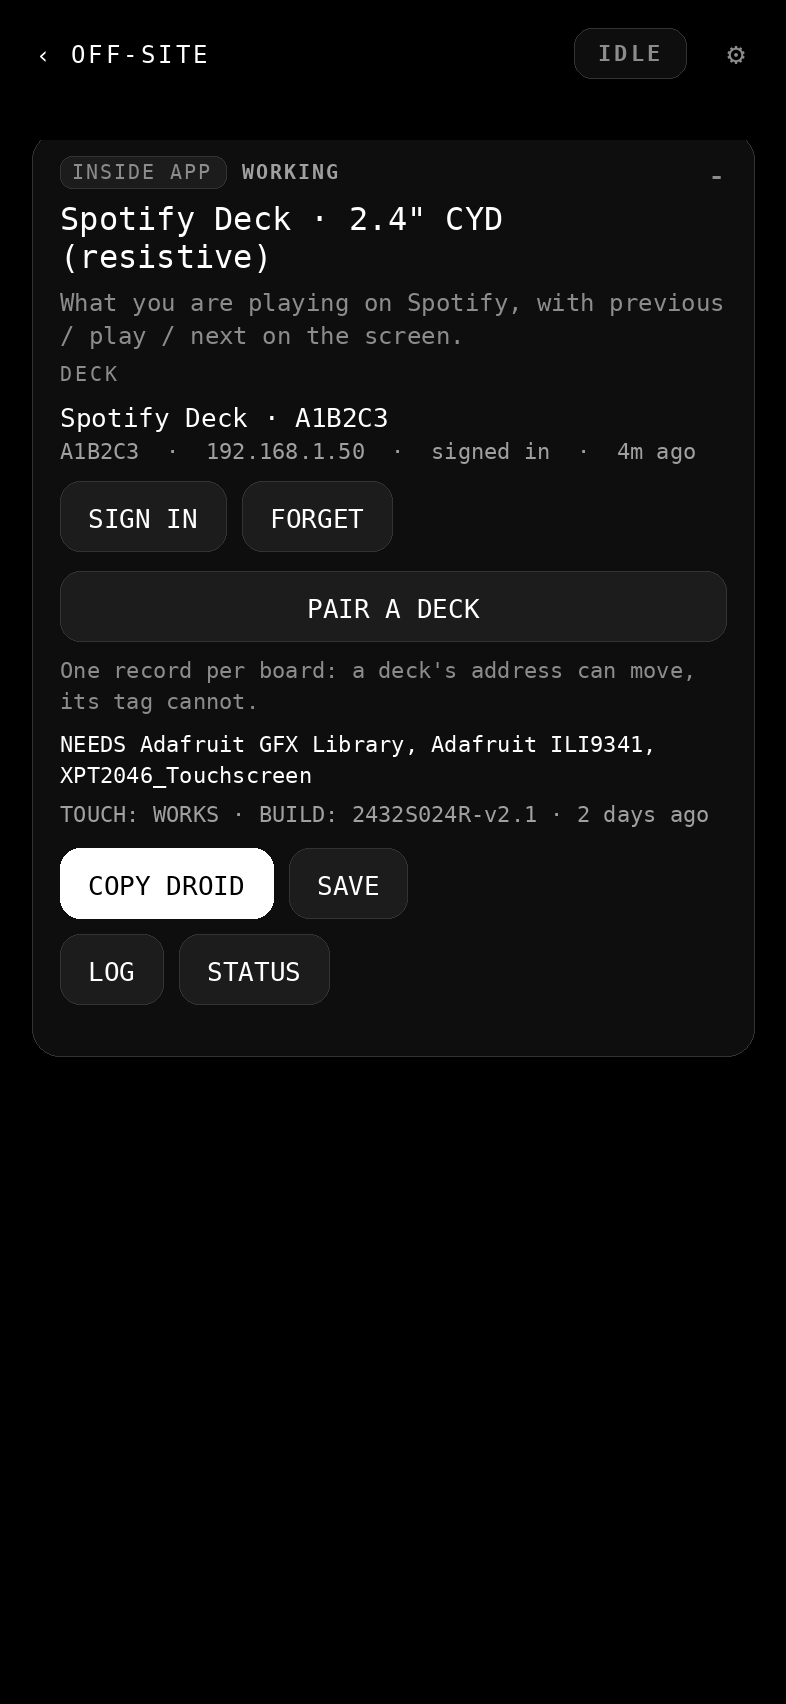 ‹ OFF-SITE IDLE ⚙
INSIDE APP WORKING -
Spotify Deck · 2.4" CYD
(resistive)
What you are playing on Spotify, with previous
/ play / next on the screen.
DECK
Spotify Deck · A1B2C3
A1B2C3 · 192.168.1.50 · signed in · 4m ago
SIGN IN FORGET
PAIR A DECK
One record per board: a deck's address can move,
its tag cannot.
NEEDS Adafruit GFX Library, Adafruit ILI9341,
XPT2046_Touchscreen
TOUCH: WORKS · BUILD: 2432S024R-v2.1 · 2 days ago
COPY DROID SAVE
LOG STATUS